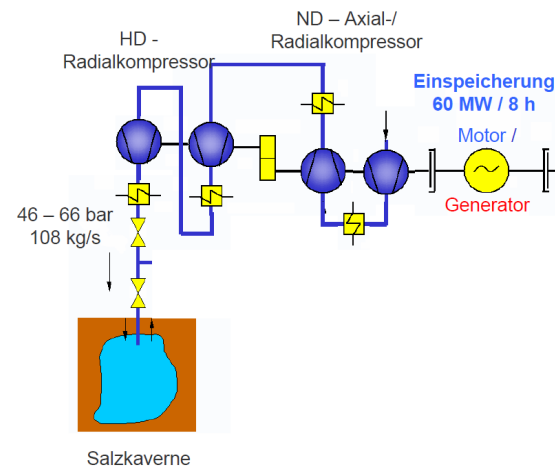 HD -
Radialkompressor
ND – Axial-/
Radialkompressor
Einspeicherung
60 MW / 8 h
Motor /
Generator
46 – 66 bar
108 kg/s
Salzkaverne